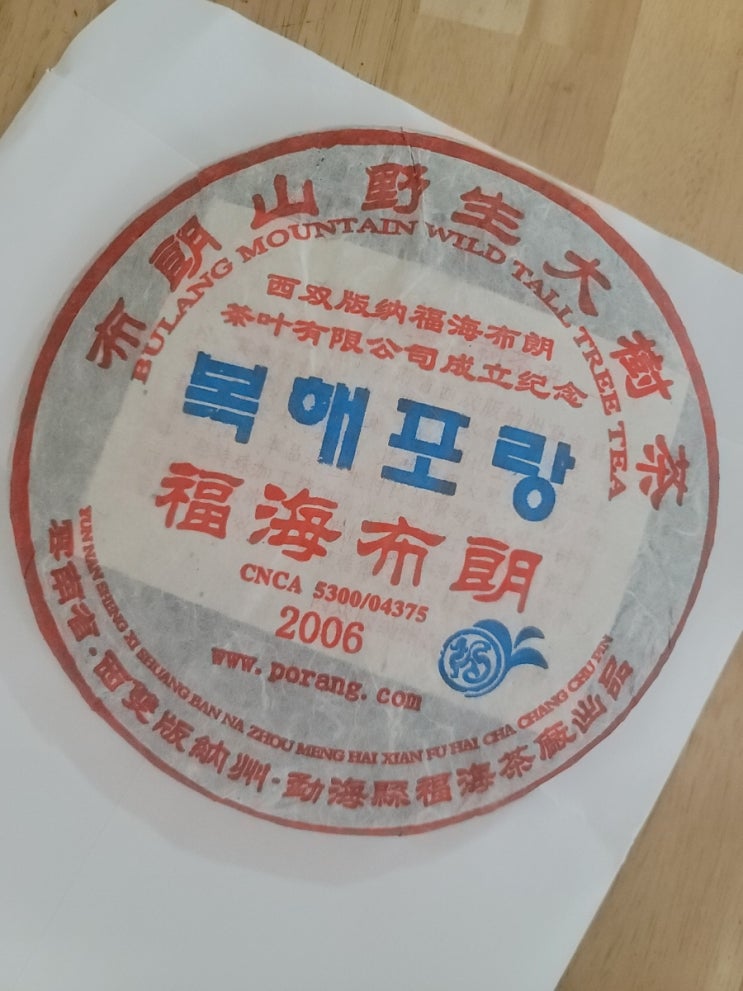 布朗山野生大樹茶
BULANG MOUNTAIN WILD TALL TREE TEA
西双版纳福海布朗
茶叶有限公司成立纪念
복해포랑
福海布朗
CNCA 5300/04375
2006
www.porang.com
YUN NAN SHENG XI SHUANG BAN NA ZHOU MENG HAI XIAN FU HAI CHA CHANG CHU PIN
云南省·西雙版納州·勐海縣福海茶廠出品